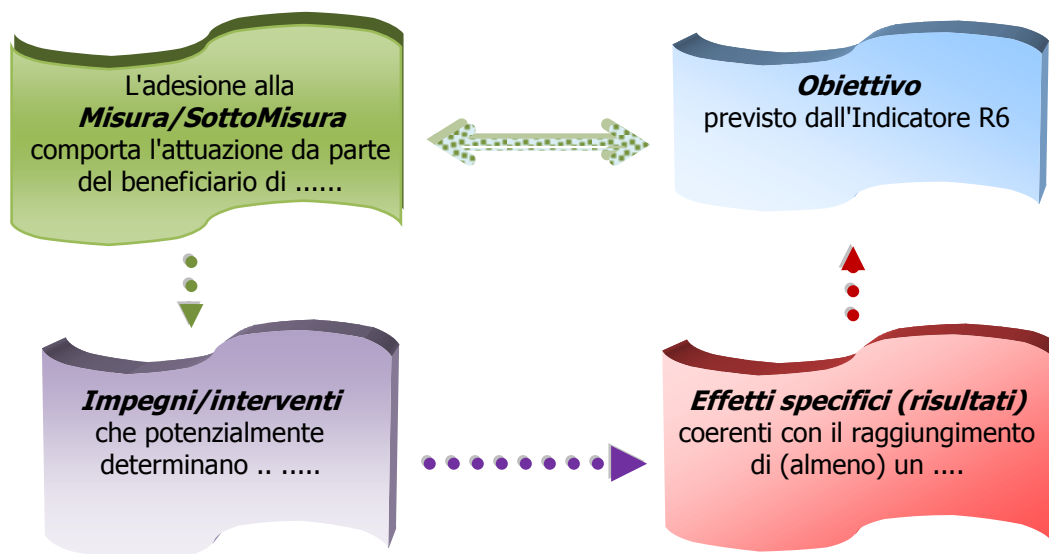 L'adesione alla
Misura/SottoMisura
comporta l'attuazione da parte
del beneficiario di ......
Obiettivo
previsto dall'Indicatore R6
Impegni/interventi
che potenzialmente
determinano .. .....
Effetti specifici (risultati)
coerenti con il raggiungimento
di (almeno) un ....